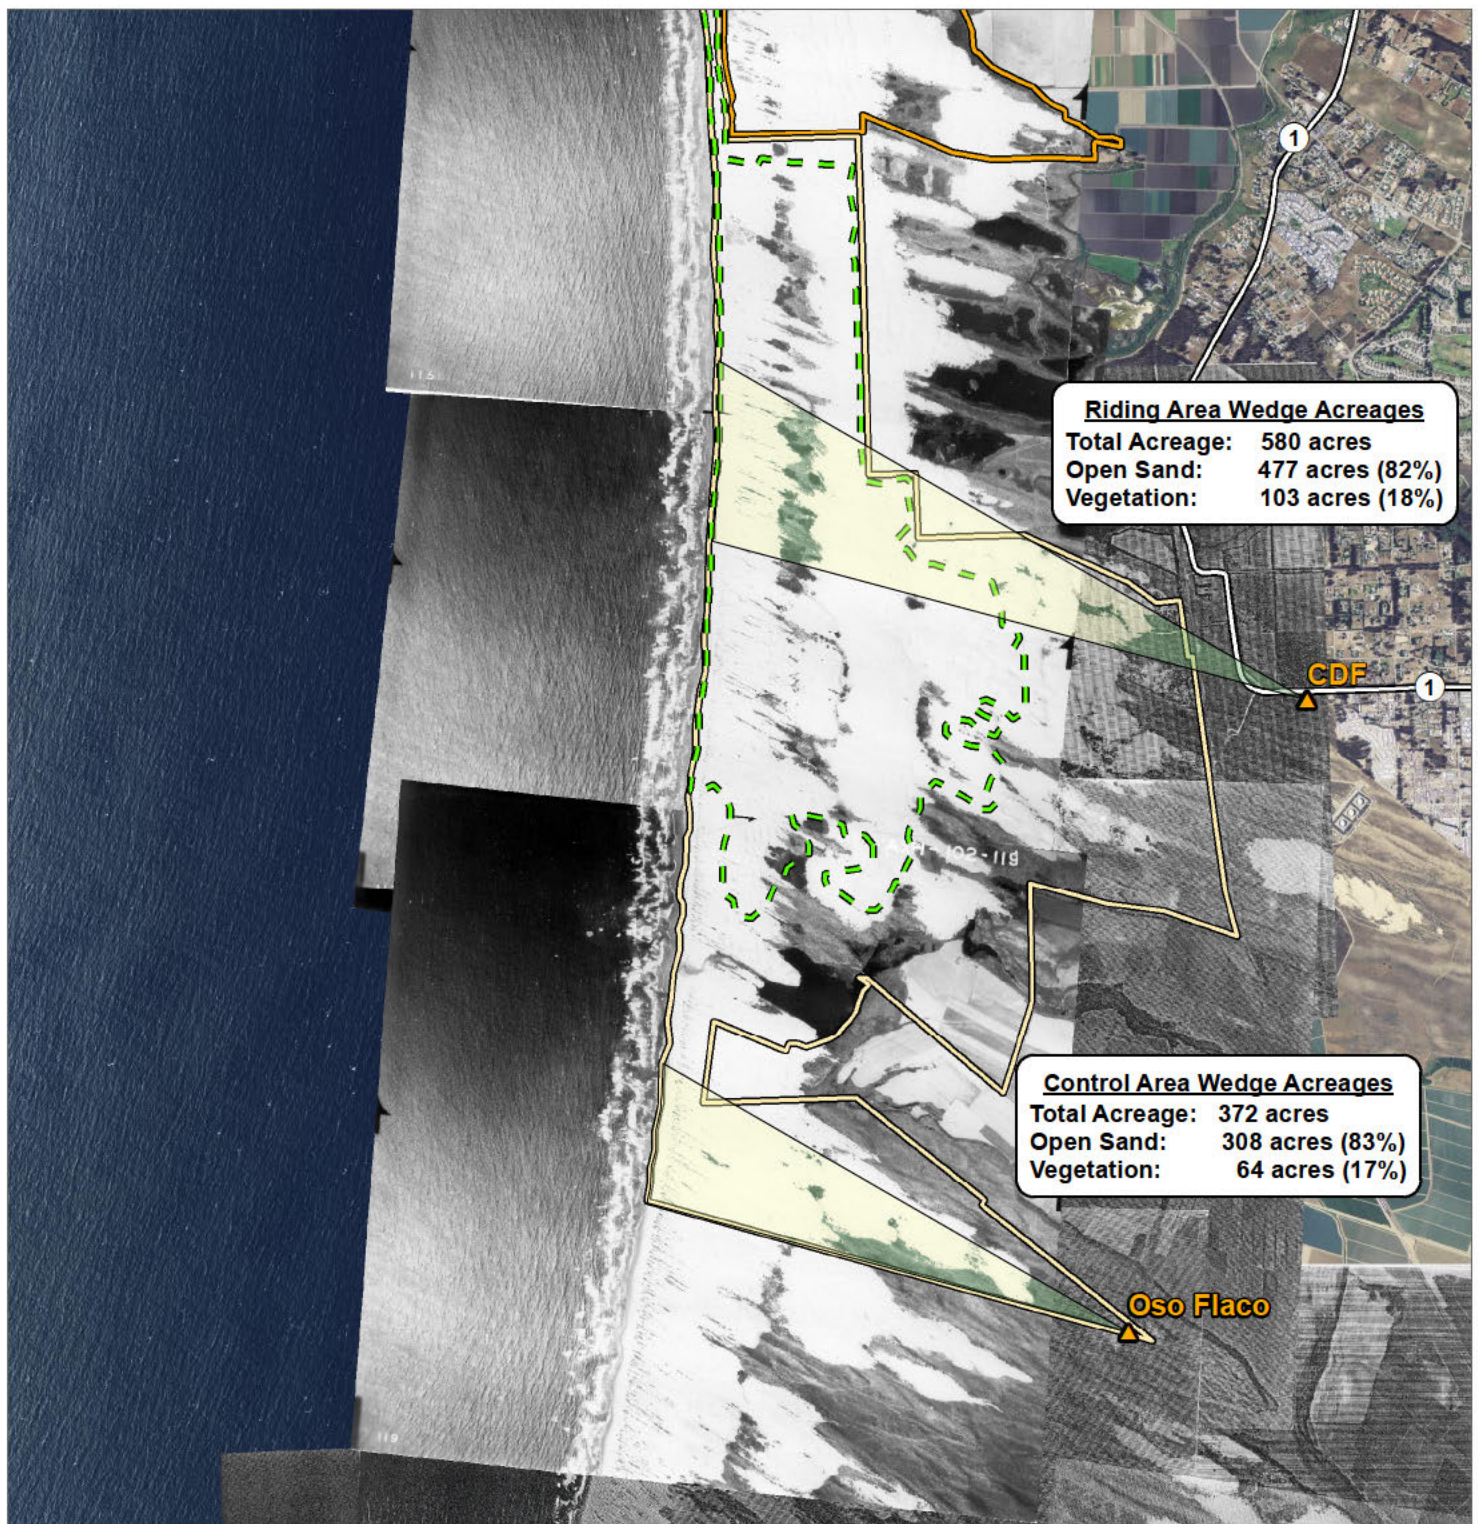 1
115
Riding Area Wedge Acreages
Total Acreage: 580 acres
Open Sand: 477 acres (82%)
Vegetation: 103 acres (18%)
CDF
1
Control Area Wedge Acreages
Total Acreage: 372 acres
Open Sand: 308 acres (83%)
Vegetation: 64 acres (17%)
Oso Flaco
119